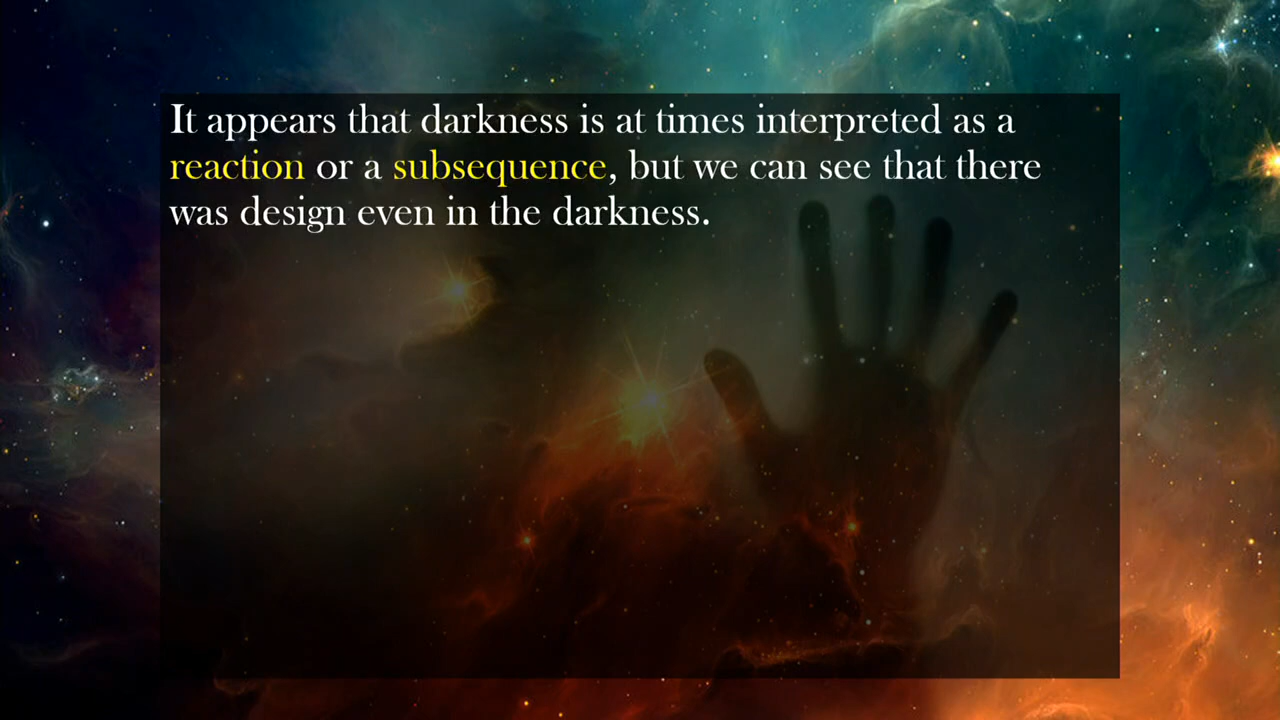 It appears that darkness is at times interpreted as a
reaction or a subsequence, but we can see that there
was design even in the darkness.